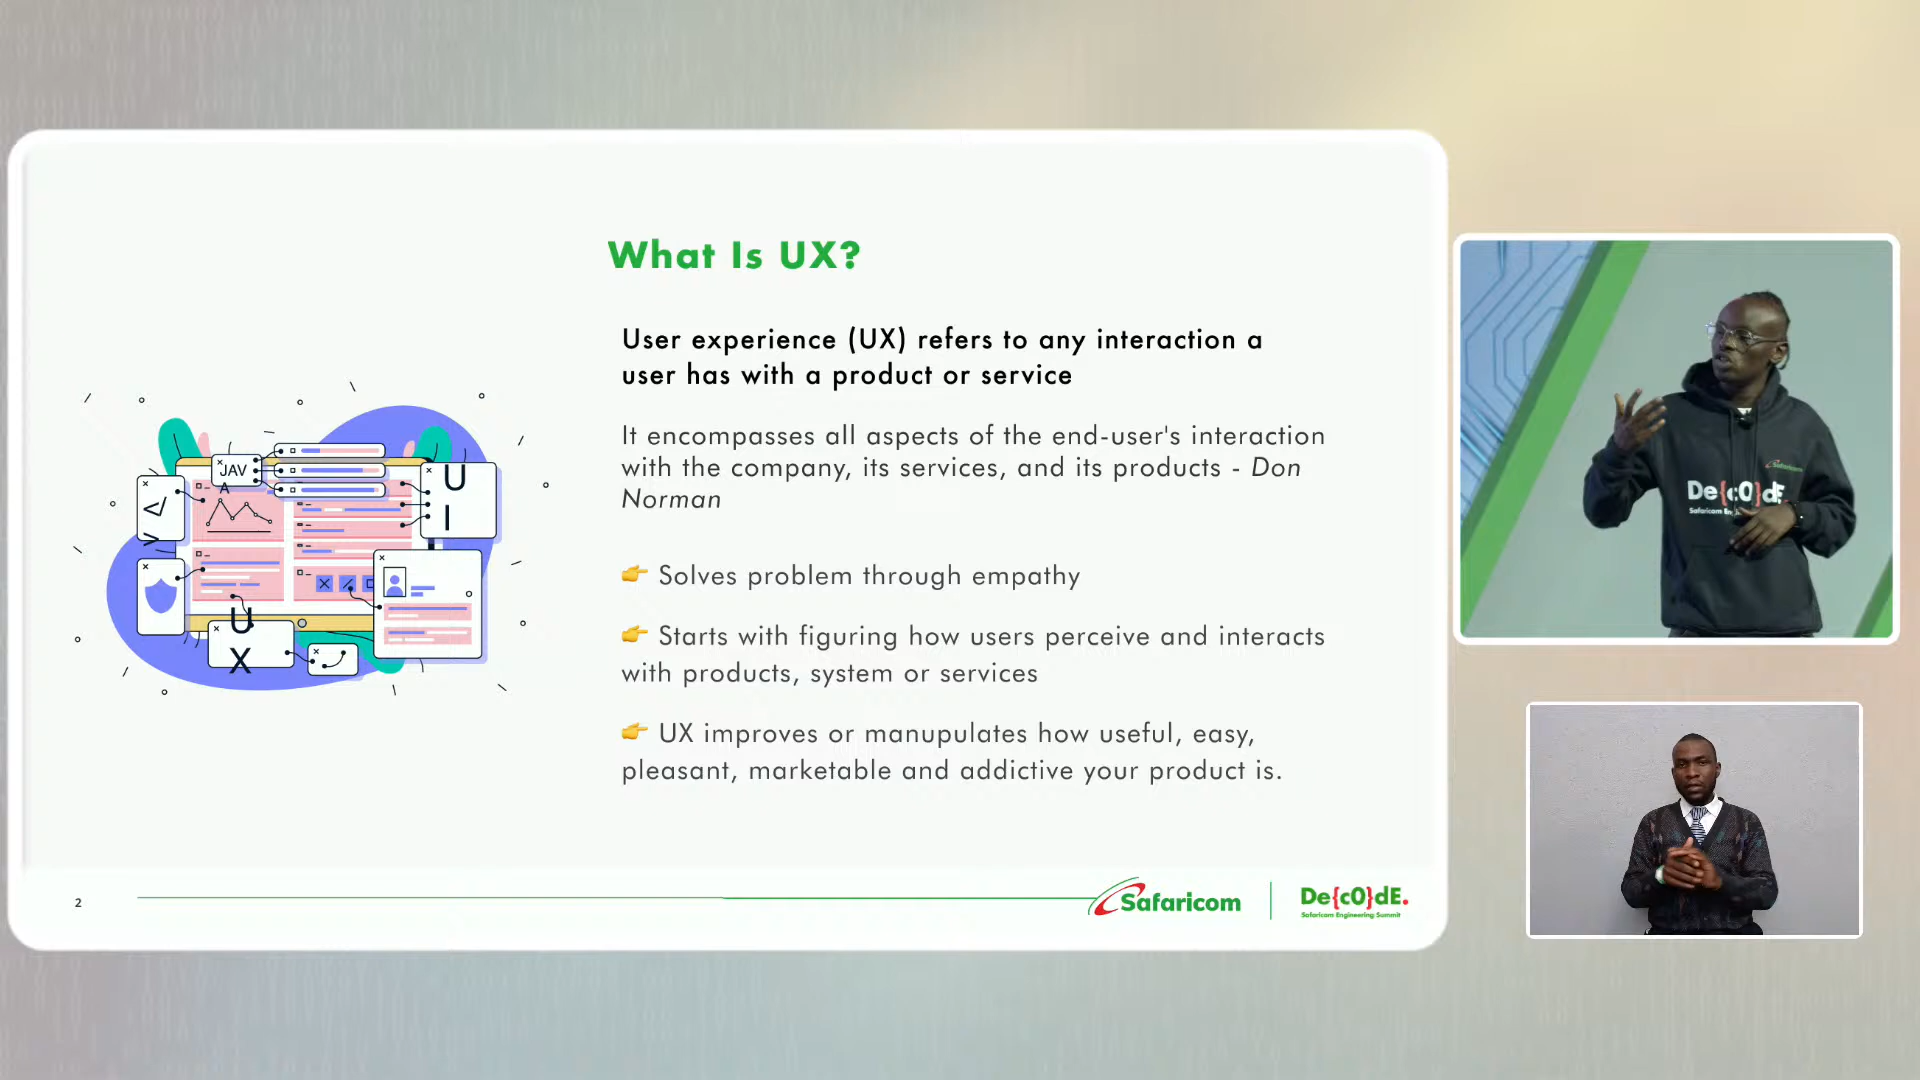 What Is UX?
User experience (UX) refers to any interaction a
user has with a product or service
It encompasses all aspects of the end-user's interaction
with the company, its services, and its products - Don
Norman
👉 Solves problem through empathy
👉 Starts with figuring how users perceive and interacts
with products, system or services
👉 UX improves or manupulates how useful, easy,
pleasant, marketable and addictive your product is.
JAV
A
</
>
U
I
U
X
2
Safaricom
De{cO}dE.
Safaricom Engineering Summit
Safaricom
De{cO}dE
Safaricom